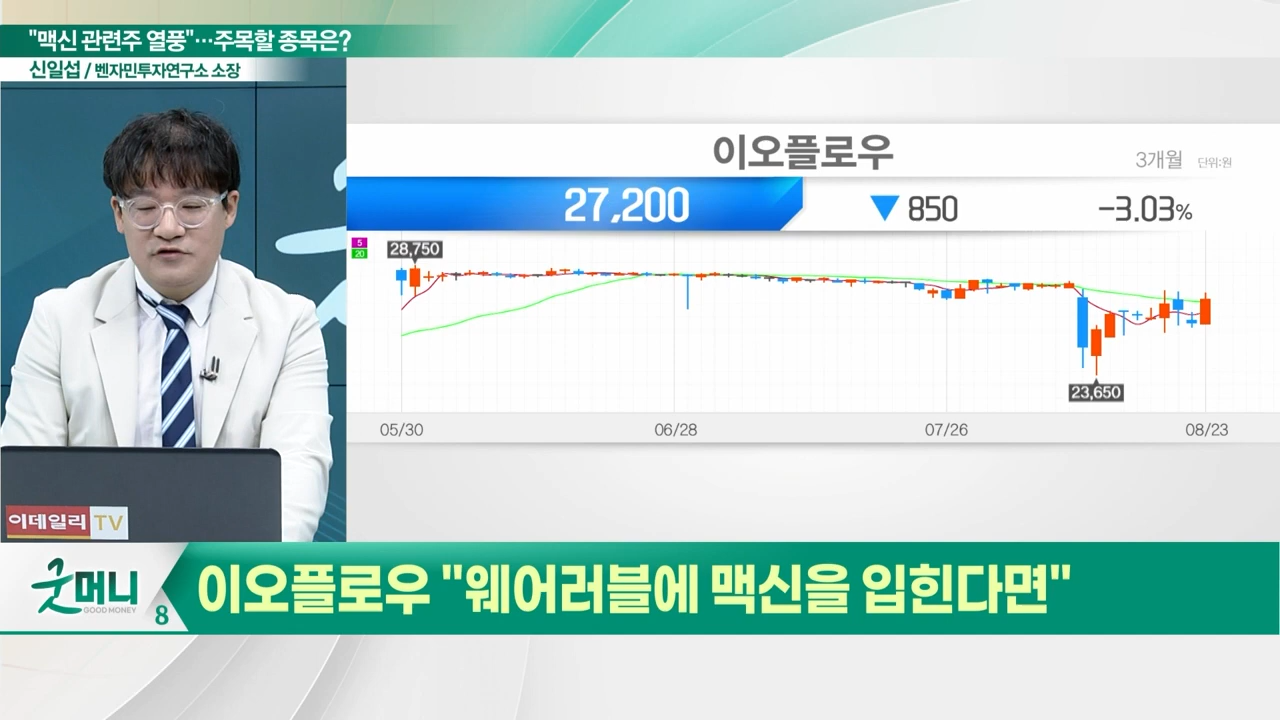 "맥신 관련주 열풍"…주목할 종목은?
신일섭 / 벤자민투자연구소 소장
이오플로우
3개월 단위:원
27,200 ▼ 850 -3.03%
5
20
28,750
23,650
05/30 06/28 07/26 08/23
이데일리 TV
굿머니
GOOD MONEY
8
이오플로우 "웨어러블에 맥신을 입힌다면"